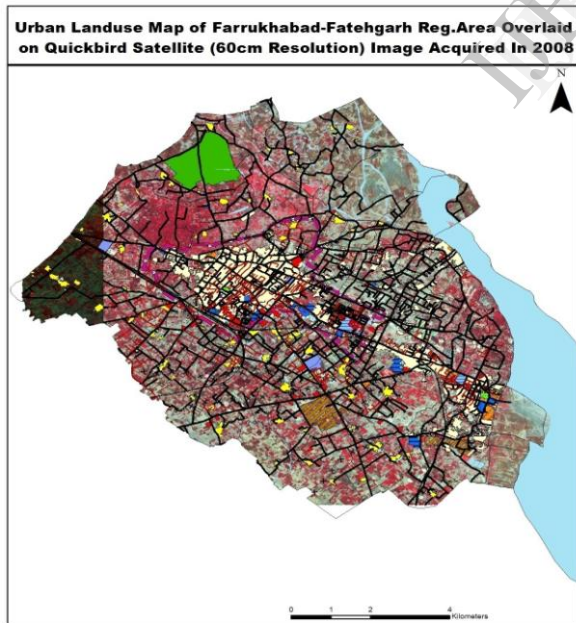 Urban Landuse Map of Farrukhabad-Fatehgarh Reg.Area Overlaid
on Quickbird Satellite (60cm Resolution) Image Acquired In 2008
N
0 1 2 4
Kilometers